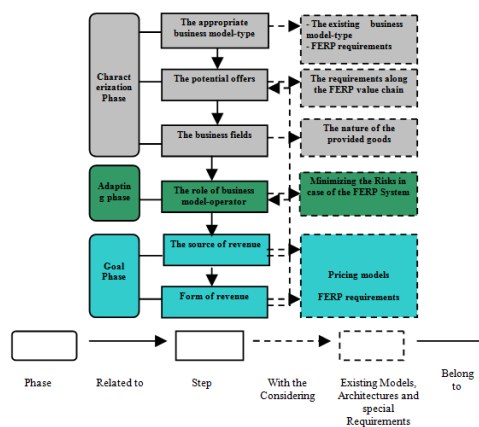 The appropriate
business model-type
- The existing business
model-type
- FERP requirements
Charact
erization
Phase
The potential offers
The requirements along
the FERP value chain
The business fields
The nature of the
provided goods
Adaptin
g phase
The role of business
model-operator
Minimizing the Risks in
case of the FERP System
Goal
Phase
The source of revenue
Pricing models
FERP requirements
Form of revenue
Phase
Related to
Step
With the
Considering
Existing Models,
Architectures and
special
Requirements
Belong
to